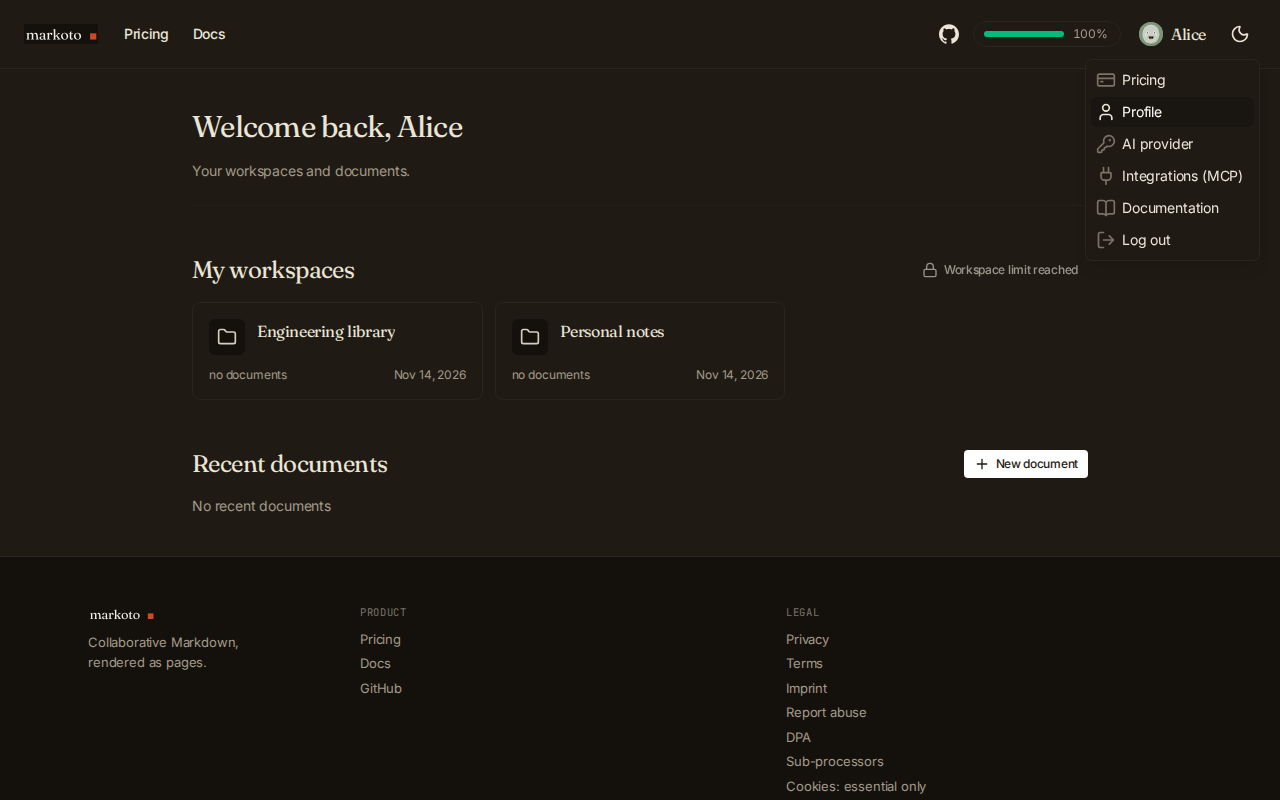 markoto
Pricing
Docs
100%
Alice
Pricing
Profile
AI provider
Integrations (MCP)
Documentation
Log out
Welcome back, Alice
Your workspaces and documents.
My workspaces
Workspace limit reached
Engineering library
no documents
Nov 14, 2026
Personal notes
no documents
Nov 14, 2026
Recent documents
New document
No recent documents
markoto
Collaborative Markdown,
rendered as pages.
PRODUCT
Pricing
Docs
GitHub
LEGAL
Privacy
Terms
Imprint
Report abuse
DPA
Sub-processors
Cookies: essential only